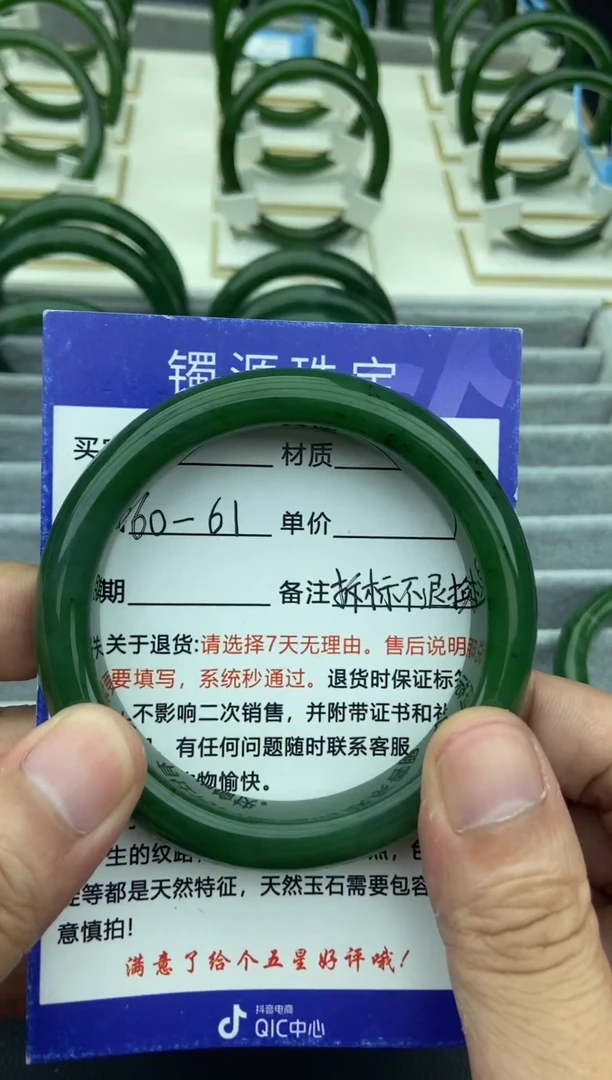 镯源珠宝
买 材质
60-61 单价
期 备注拆标不退换
关于退货:请选择7天无理由。售后说明
要填写，系统秒通过。退货时保证标
不影响二次销售，并附带证书和礼
有任何问题随时联系客服
物愉快。
生的纹路
等都是天然特征，天然玉石需要包容
意慎拍!
满意了给个五星好评哦!
抖音电商
QIC中心